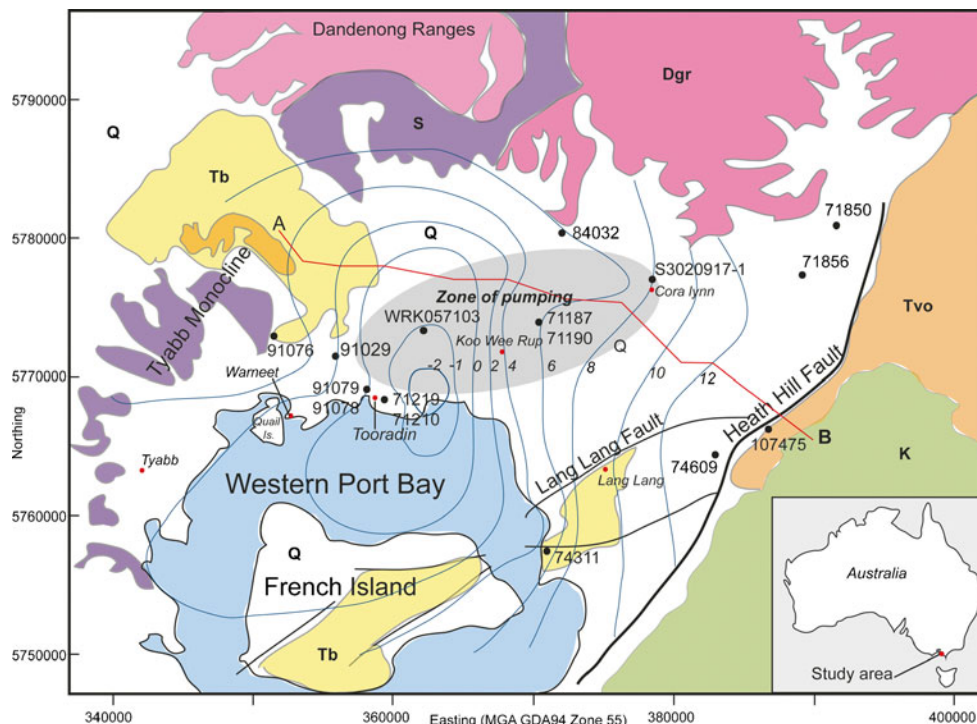 Dandenong Ranges
Dgr
5790000
Q
S
Tb
A
71850
5780000
Q
84032
S3020917-1
71856
Cora lynn
Zone of pumping
Tyabb Monocline
WRK057103
71187
Tvo
Koo Wee Rup
71190
Q
91076
91029
-2 -1 0 2 4 6 8 10 12
5770000
Warneet
91079
91078
71219
71210
Heath Hill Fault
Quail
Is.
Tooradin
B
107475
Tyabb
Lang Lang Fault
K
74609
Lang Lang
Western Port Bay
5760000
Q
74311
French Island
Australia
Tb
5750000
Study area
Northing
340000 360000 380000 400000
Easting (MGA GDA94 Zone 55)